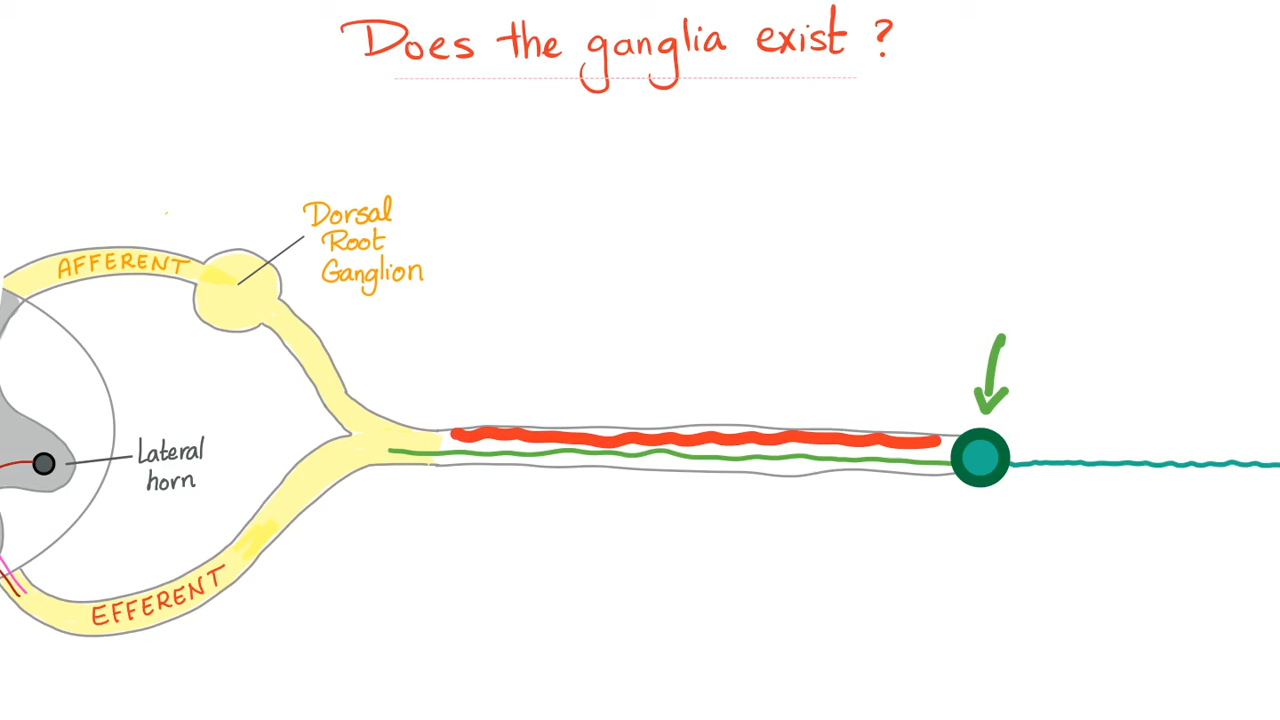 Does the ganglia exist ?
Dorsal
Root
Ganglion
AFFERENT
Lateral
horn
EFFERENT